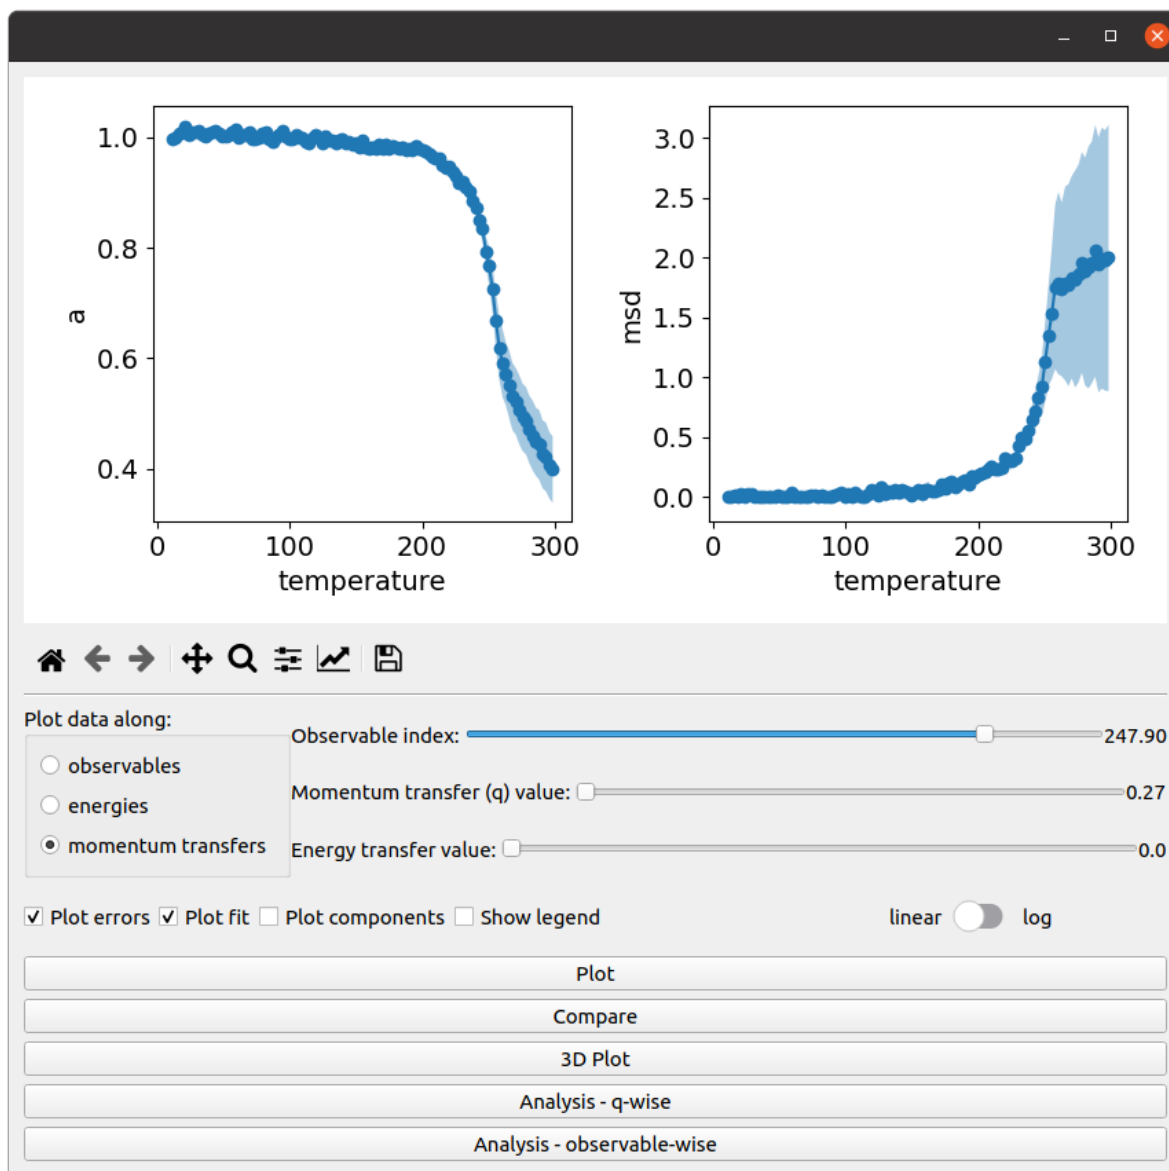 1.0
0.8
0.6
0.4
a
0 100 200 300
temperature
3.0
2.5
2.0
1.5
1.0
0.5
0.0
msd
0 100 200 300
temperature
Plot data along:
observables
energies
momentum transfers
Observable index: 247.90
Momentum transfer (q) value: 0.27
Energy transfer value: 0.0
Plot errors Plot fit Plot components Show legend linear log
Plot
Compare
3D Plot
Analysis - q-wise
Analysis - observable-wise